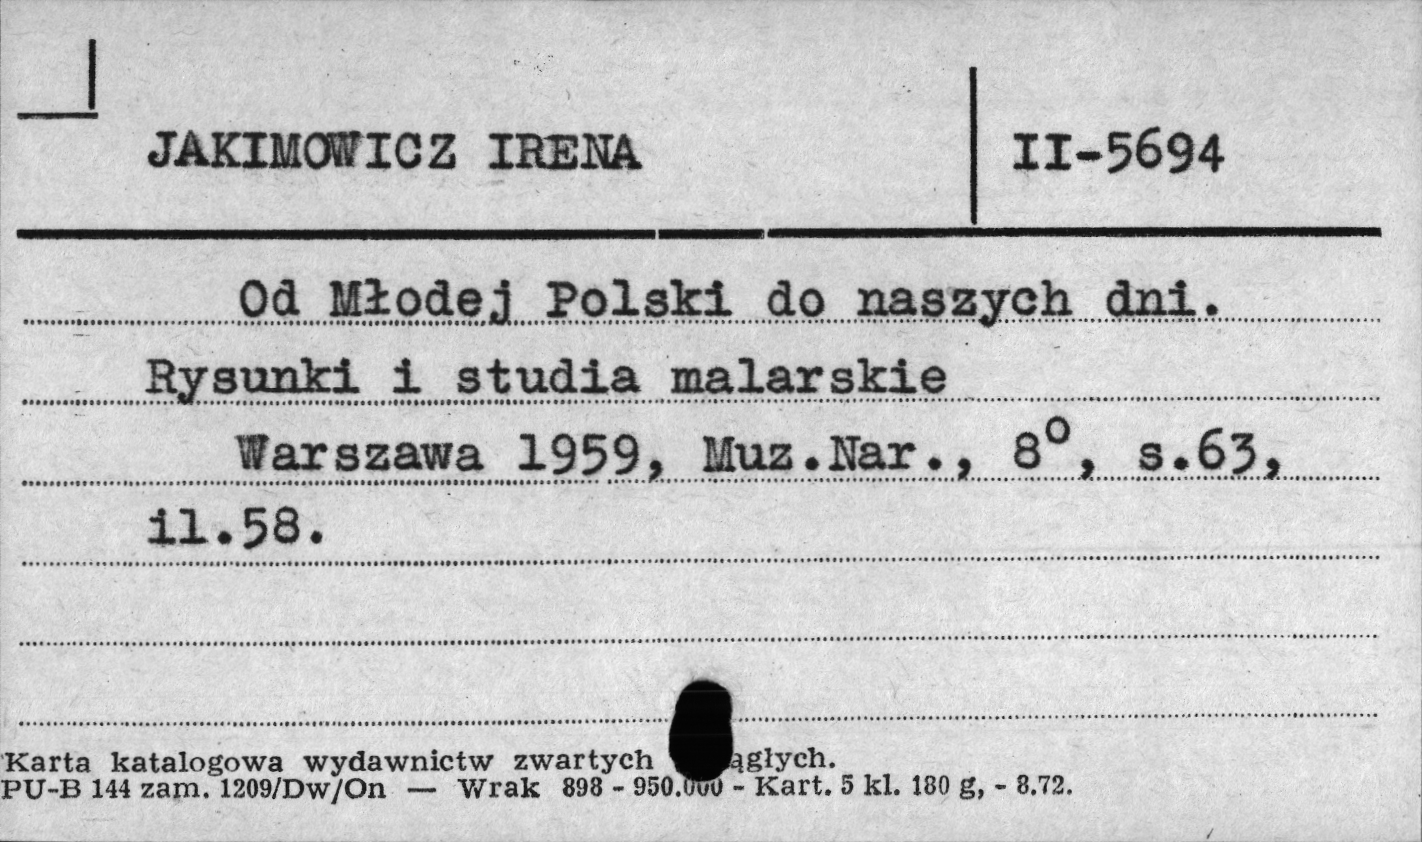 JAKIMOWICZ IRENA
II-5694
Od Młodej Polski do naszych dni.
Rysunki i studia malarskie
Warszawa 1959, Muz.Nar., 8°, s.63,
il.58.
Karta katalogowa wydawnictw zwartych
PU-B 144 zam. 1209/Dw/On — Wrak 898 - 950.000 - Kart. 5 kl. 180 g, - 8.72.